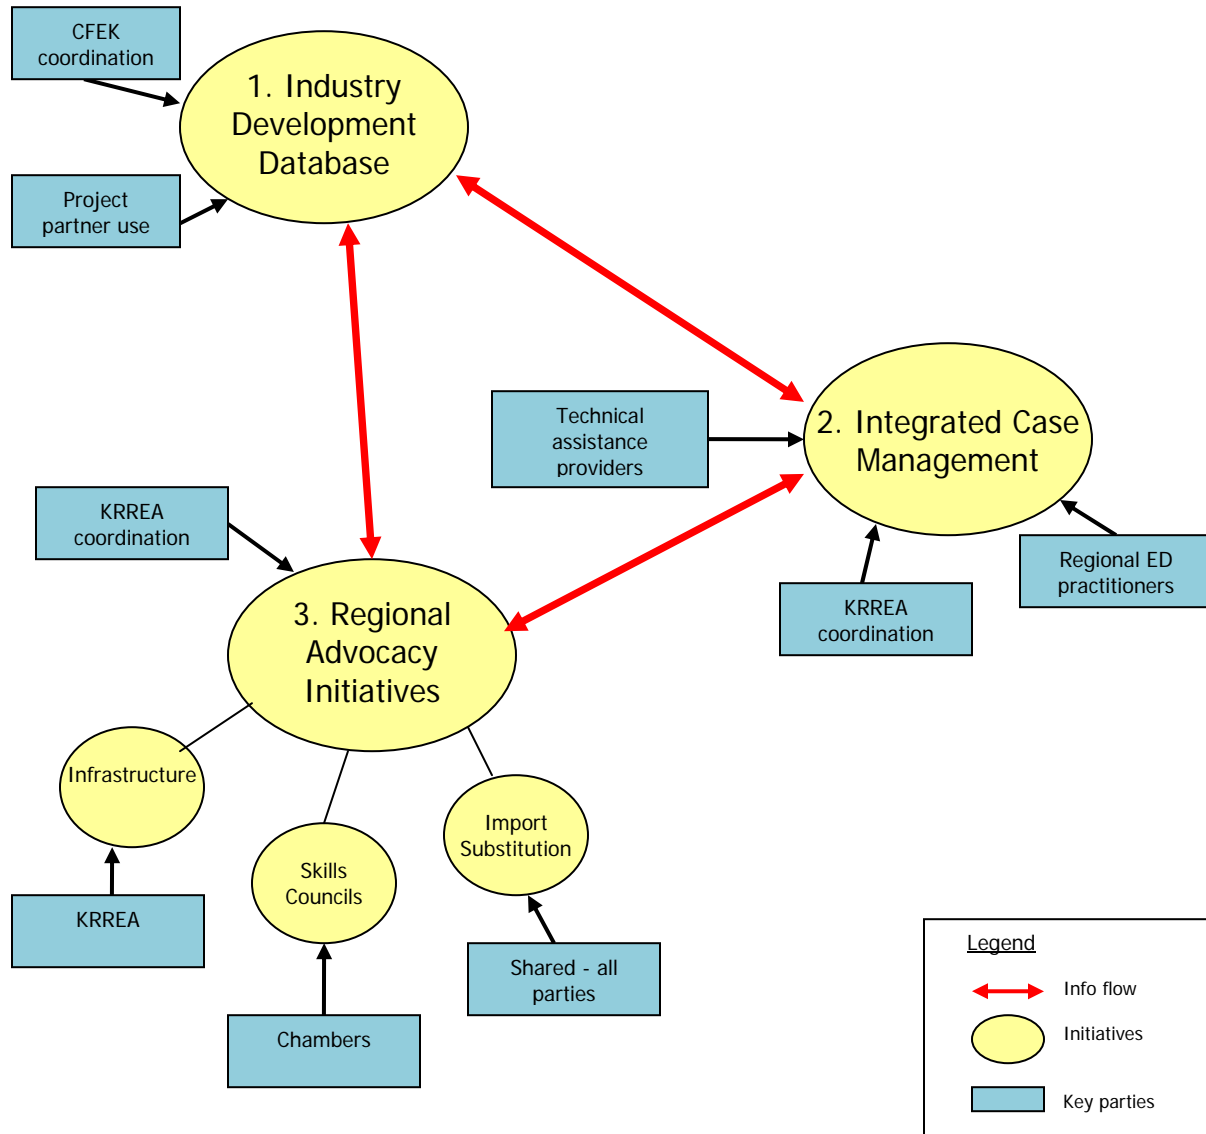 CFEK
coordination
1. Industry
Development
Database
Project
partner use
Technical
assistance
providers
2. Integrated Case
Management
KRREA
coordination
Regional ED
practitioners
KRREA
coordination
3. Regional
Advocacy
Initiatives
Infrastructure
Import
Substitution
Skills
Councils
KRREA
Shared - all
parties
Chambers
Legend
Info flow
Initiatives
Key parties